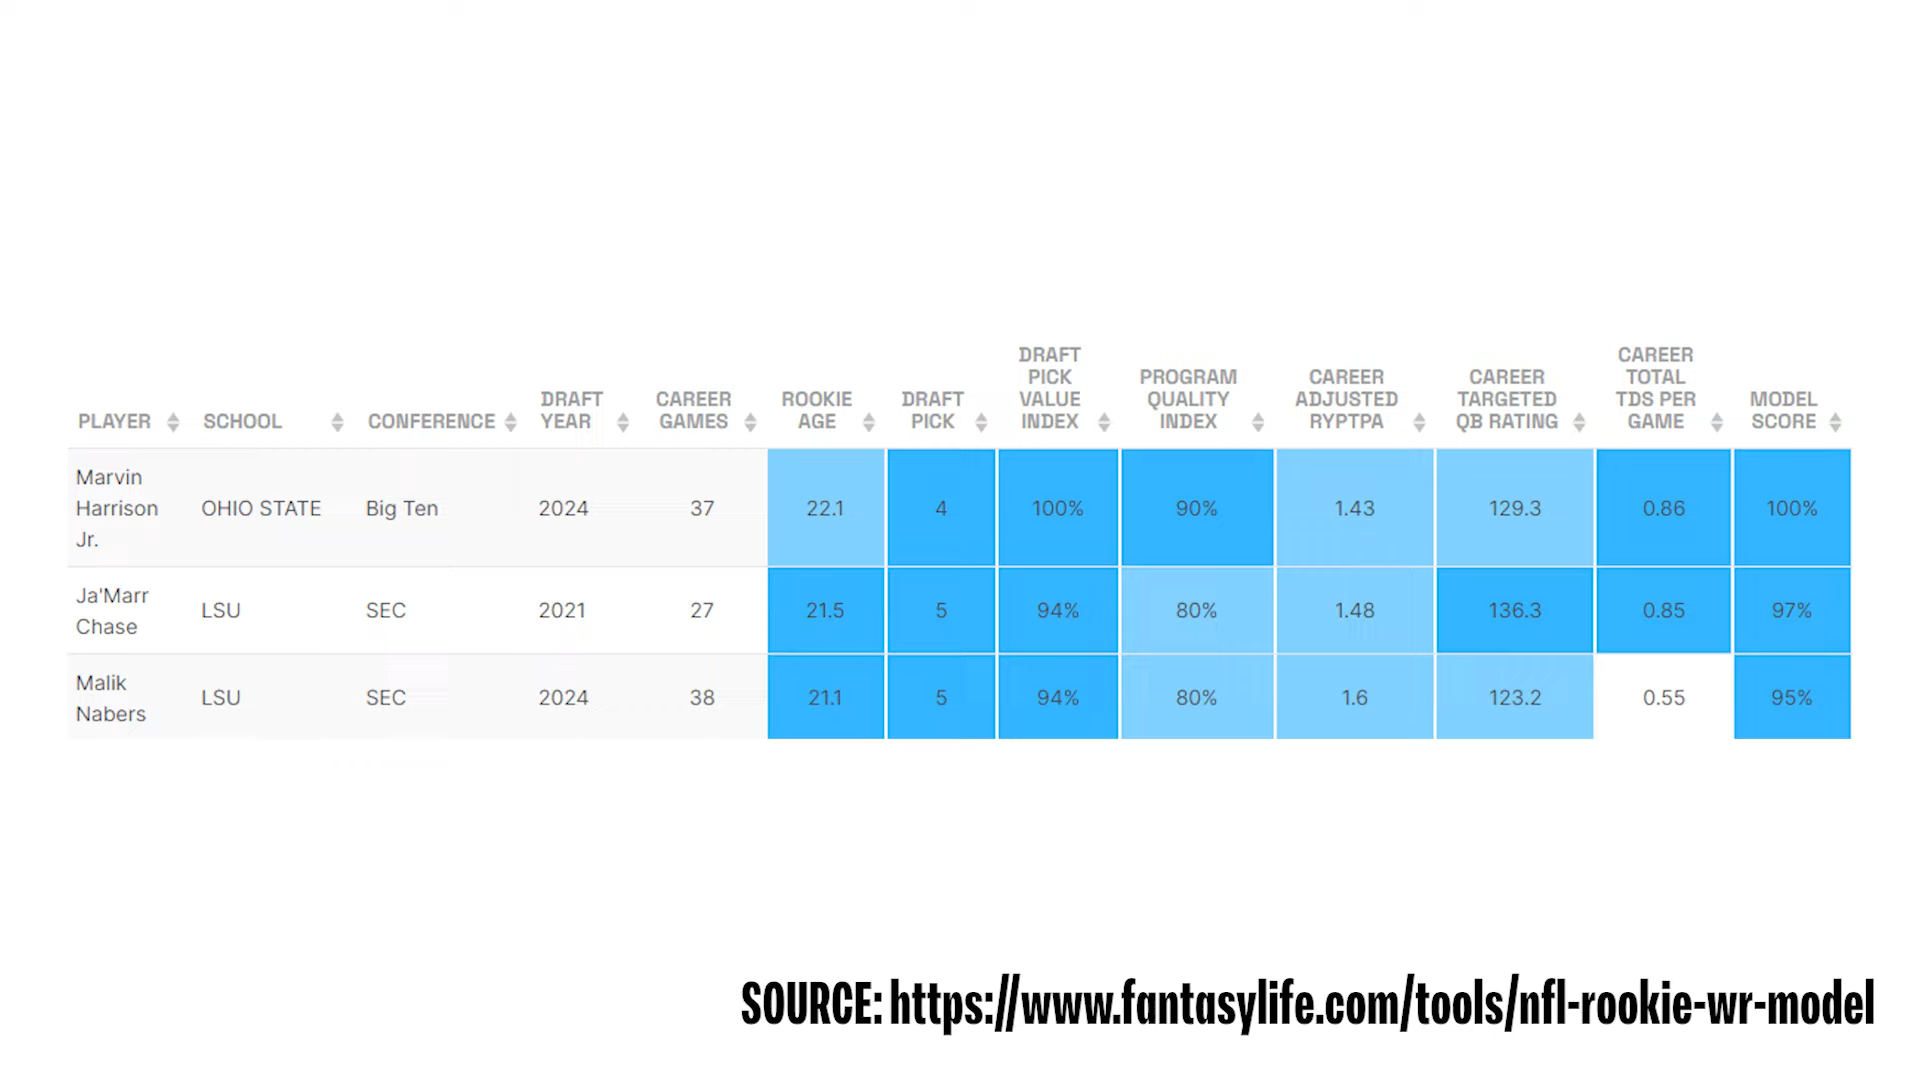 PLAYER SCHOOL CONFERENCE DRAFT YEAR CAREER GAMES ROOKIE AGE DRAFT PICK DRAFT PICK VALUE INDEX PROGRAM QUALITY INDEX CAREER ADJUSTED RYPTPA CAREER TARGETED QB RATING CAREER TOTAL TDS PER GAME MODEL SCORE
Marvin Harrison Jr. OHIO STATE Big Ten 2024 37 22.1 4 100% 90% 1.43 129.3 0.86 100%
Ja'Marr Chase LSU SEC 2021 27 21.5 5 94% 80% 1.48 136.3 0.85 97%
Malik Nabers LSU SEC 2024 38 21.1 5 94% 80% 1.6 123.2 0.55 95%
SOURCE: https://www.fantasylife.com/tools/nfl-rookie-wr-model